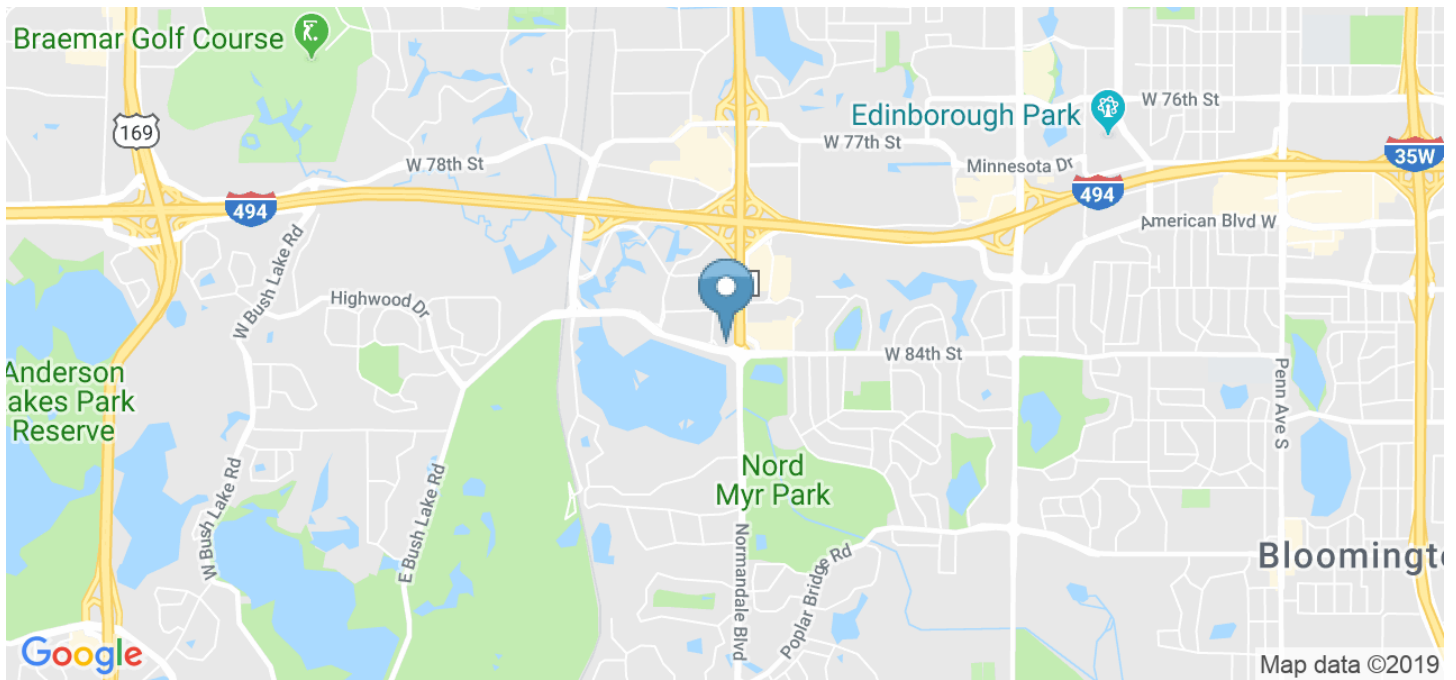 Braemar Golf Course
169
W 78th St
494
W 77th St
Edinborough Park
W 76th St
Minnesota Dr
35W
494
American Blvd W
W Bush Lake Rd
Highwood Dr
W 84th St
Anderson
akes Park
Reserve
Penn Ave S
Nord
Myr Park
W Bush Lake Rd
E Bush Lake Rd
Normandale Blvd
Poplar Bridge Rd
Bloomingto
Google
Map data ©2019